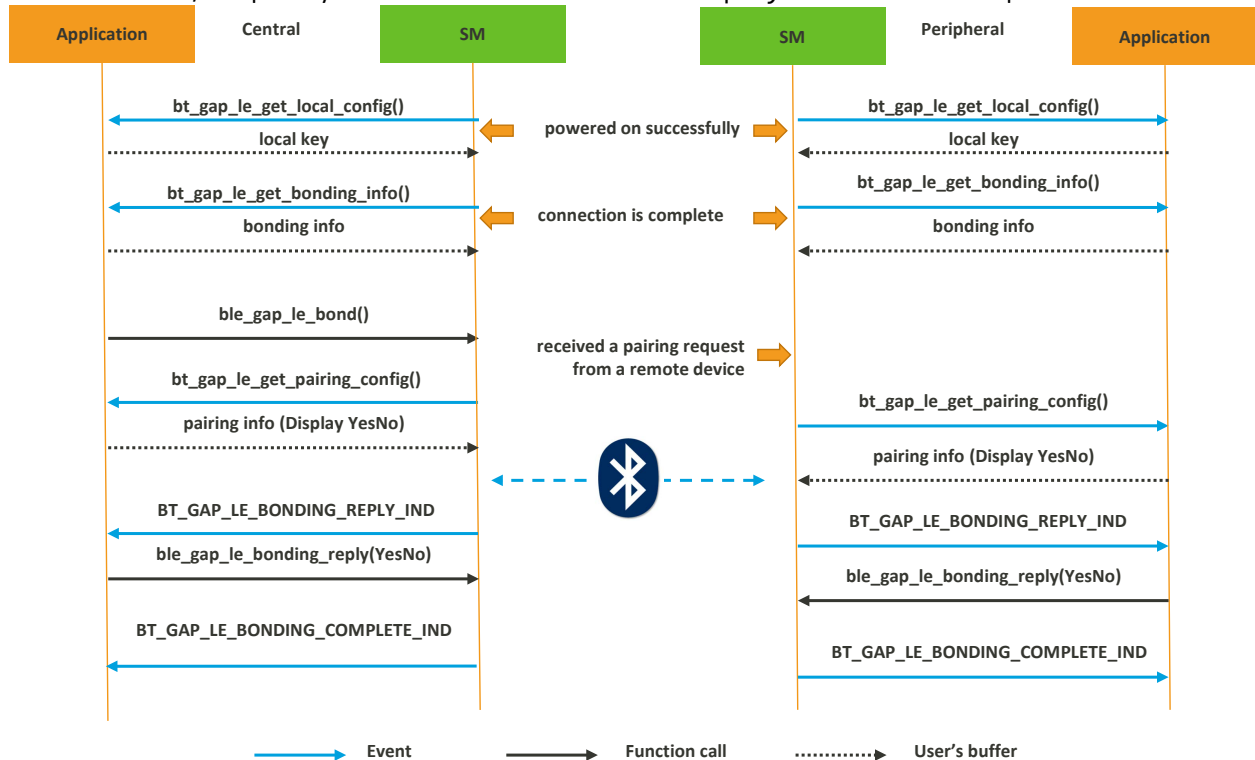 Application
Central
SM
SM
Peripheral
Application
bt_gap_le_get_local_config()
powered on successfully
bt_gap_le_get_local_config()
local key
local key
bt_gap_le_get_bonding_info()
connection is complete
bt_gap_le_get_bonding_info()
bonding info
bonding info
ble_gap_le_bond()
received a pairing request
from a remote device
bt_gap_le_get_pairing_config()
bt_gap_le_get_pairing_config()
pairing info (Display YesNo)
pairing info (Display YesNo)
BT_GAP_LE_BONDING_REPLY_IND
BT_GAP_LE_BONDING_REPLY_IND
ble_gap_le_bonding_reply(YesNo)
ble_gap_le_bonding_reply(YesNo)
BT_GAP_LE_BONDING_COMPLETE_IND
BT_GAP_LE_BONDING_COMPLETE_IND
Event
Function call
User's buffer